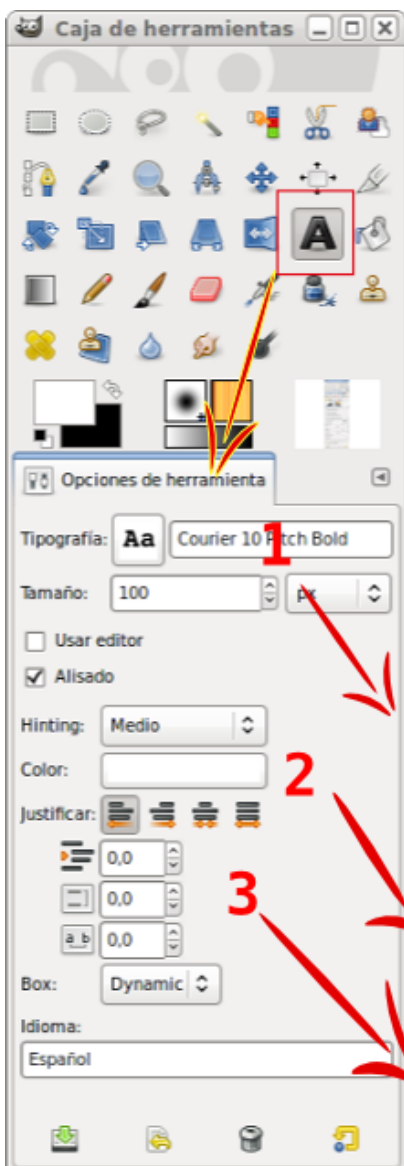 Caja de herramientas
A
Opciones de herramienta
Tipografía: Aa Courier 10 Pitch Bold
1
Tamaño: 100 px
Usar editor
Alisado
Hinting: Medio
Color:
2
Justificar:
0,0
0,0
3
a_b 0,0
Box: Dynamic
Idioma:
Español